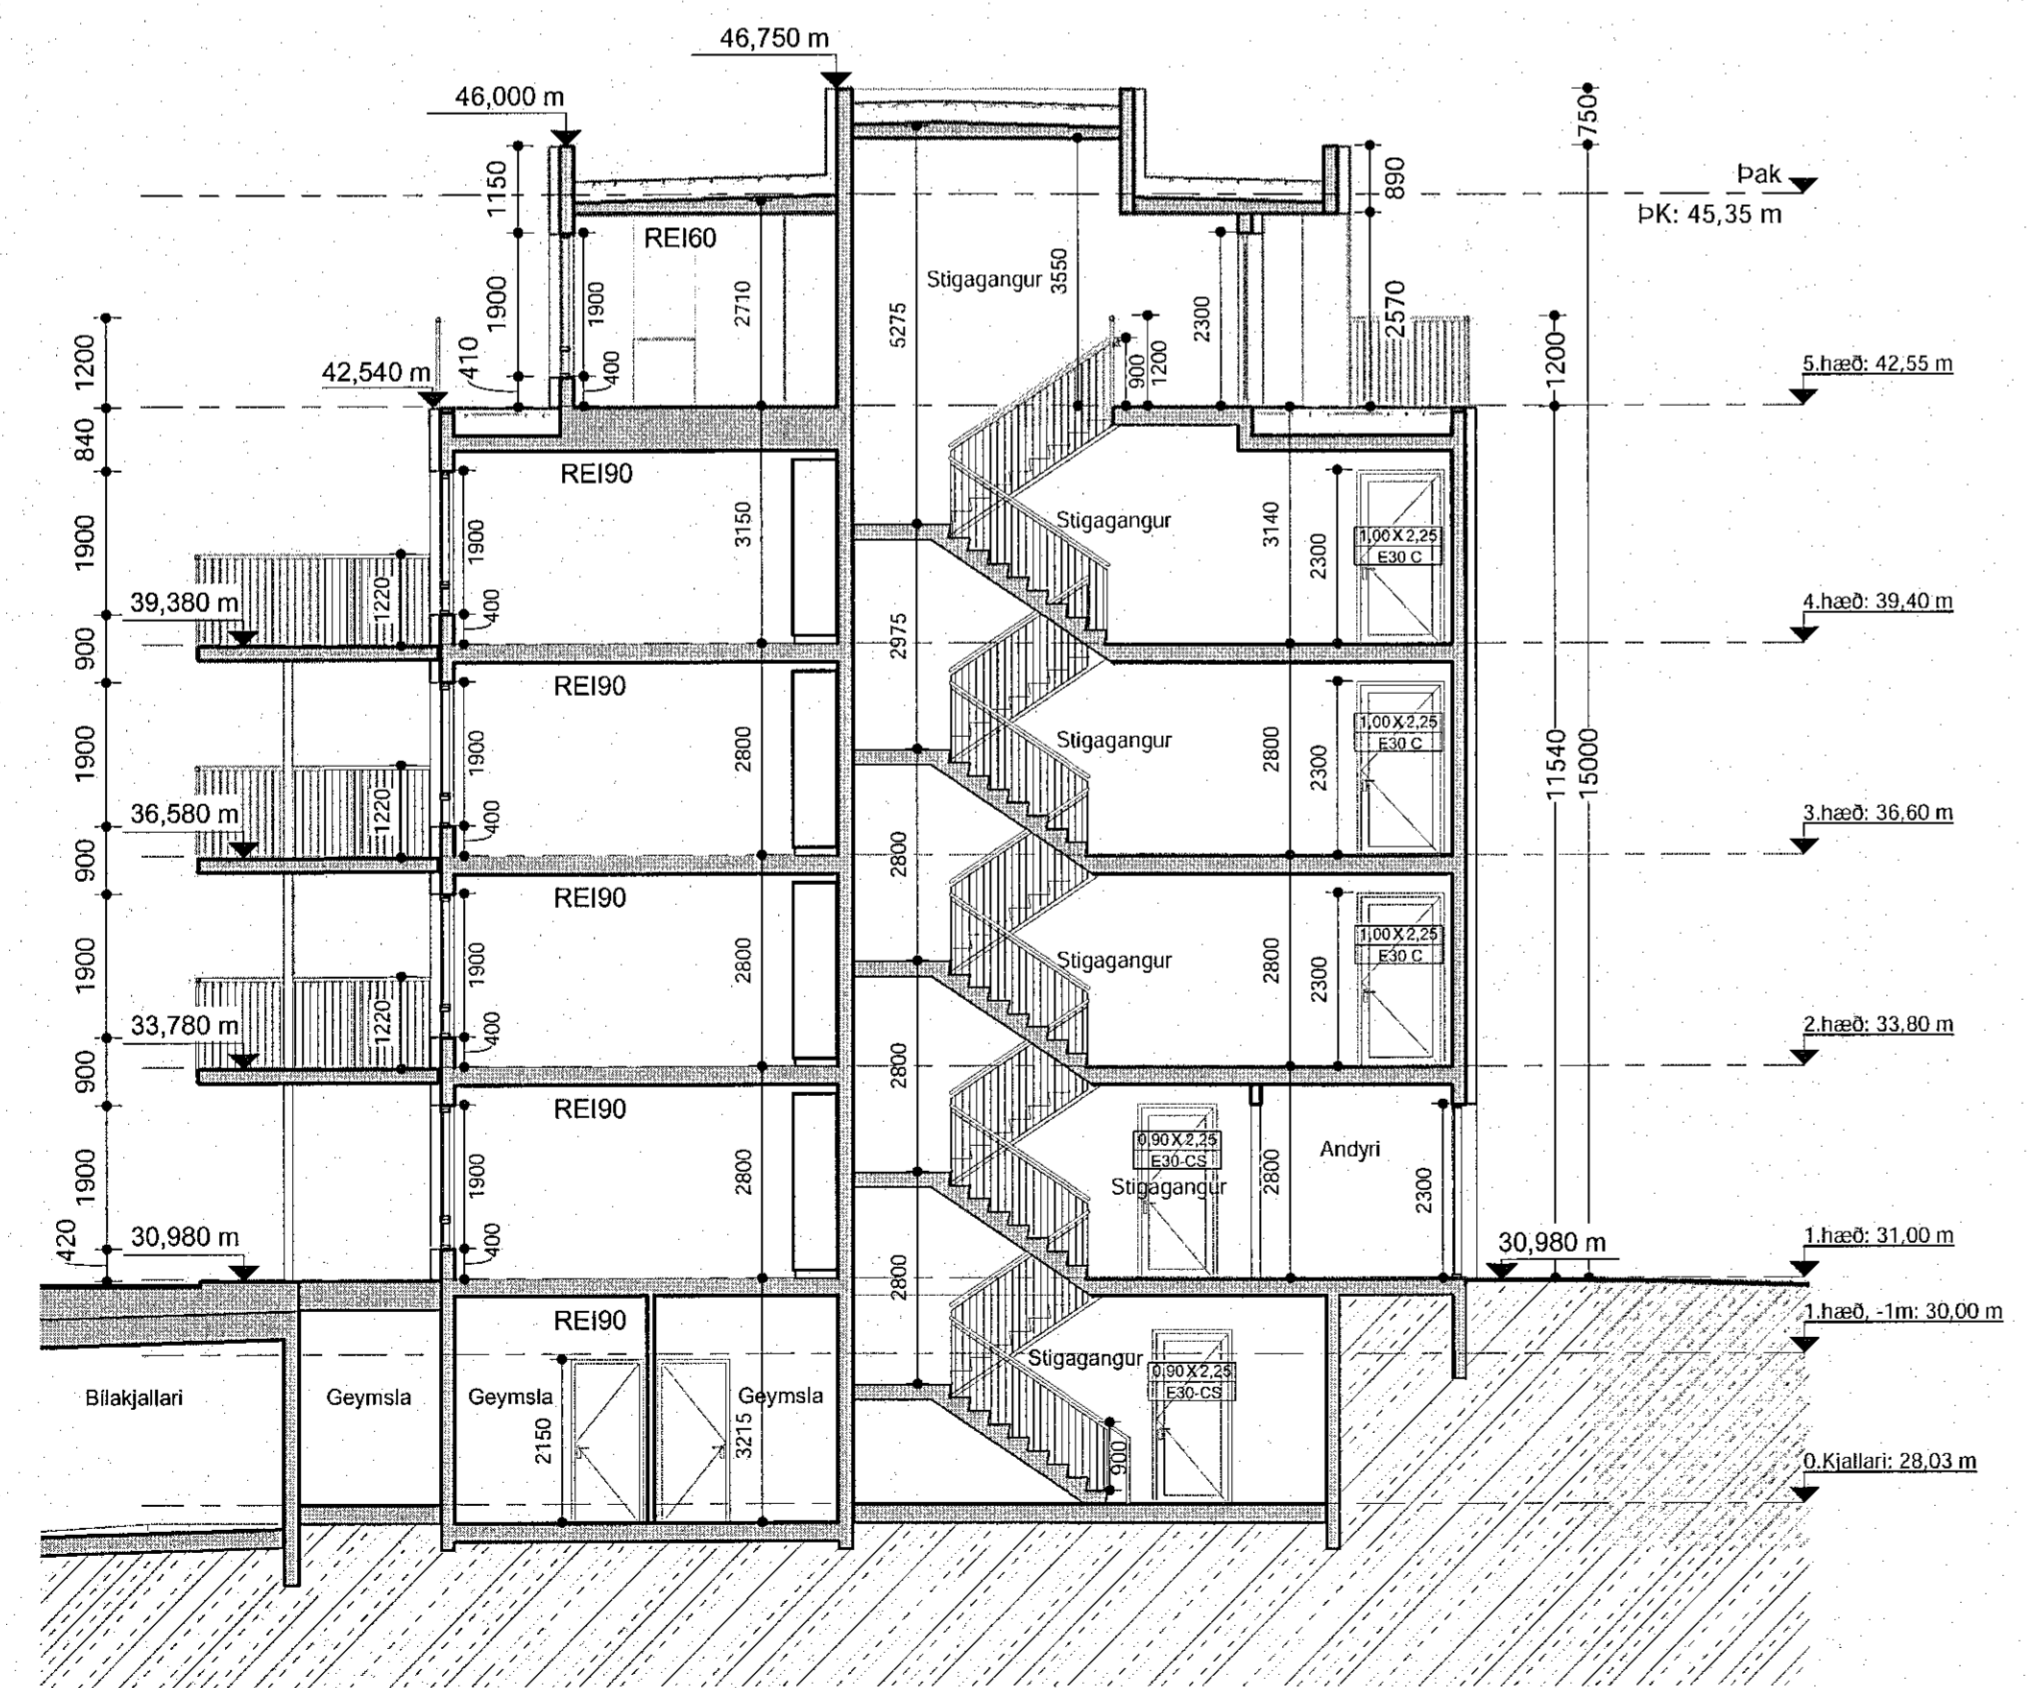 46,750 m
46,000 m
750
1150
890
Þak
ÞK: 45,35 m
REI60
Stigagangur
3550
1900
1900
2710
5275
2300
2570
1200
410
400
900
1200
1200
42,540 m
5.hæð: 42,55 m
840
REI90
1900
1900
3150
Stigagangur
3140
2300
1,00 X 2,25
E30 C
1220
39,380 m
400
4.hæð: 39,40 m
900
2975
REI90
1900
1900
2800
Stigagangur
2800
2300
1,00 X 2,25
E30 C
11540
15000
1220
36,580 m
400
3.hæð: 36,60 m
900
2800
REI90
1900
1900
2800
Stigagangur
2800
2300
1,00 X 2,25
E30 C
1220
33,780 m
400
2.hæð: 33,80 m
900
2800
REI90
1900
1900
2800
0,90 X 2,25
E30-CS
Stigagangur
2800
Andyri
2300
420
30,980 m
400
30,980 m
1.hæð: 31,00 m
2800
REI90
1.hæð, -1m: 30,00 m
Stigagangur
0,90 X 2,25
E30-CS
Bílakjallari
Geymsla
Geymsla
Geymsla
2150
3215
900
0.Kjallari: 28,03 m